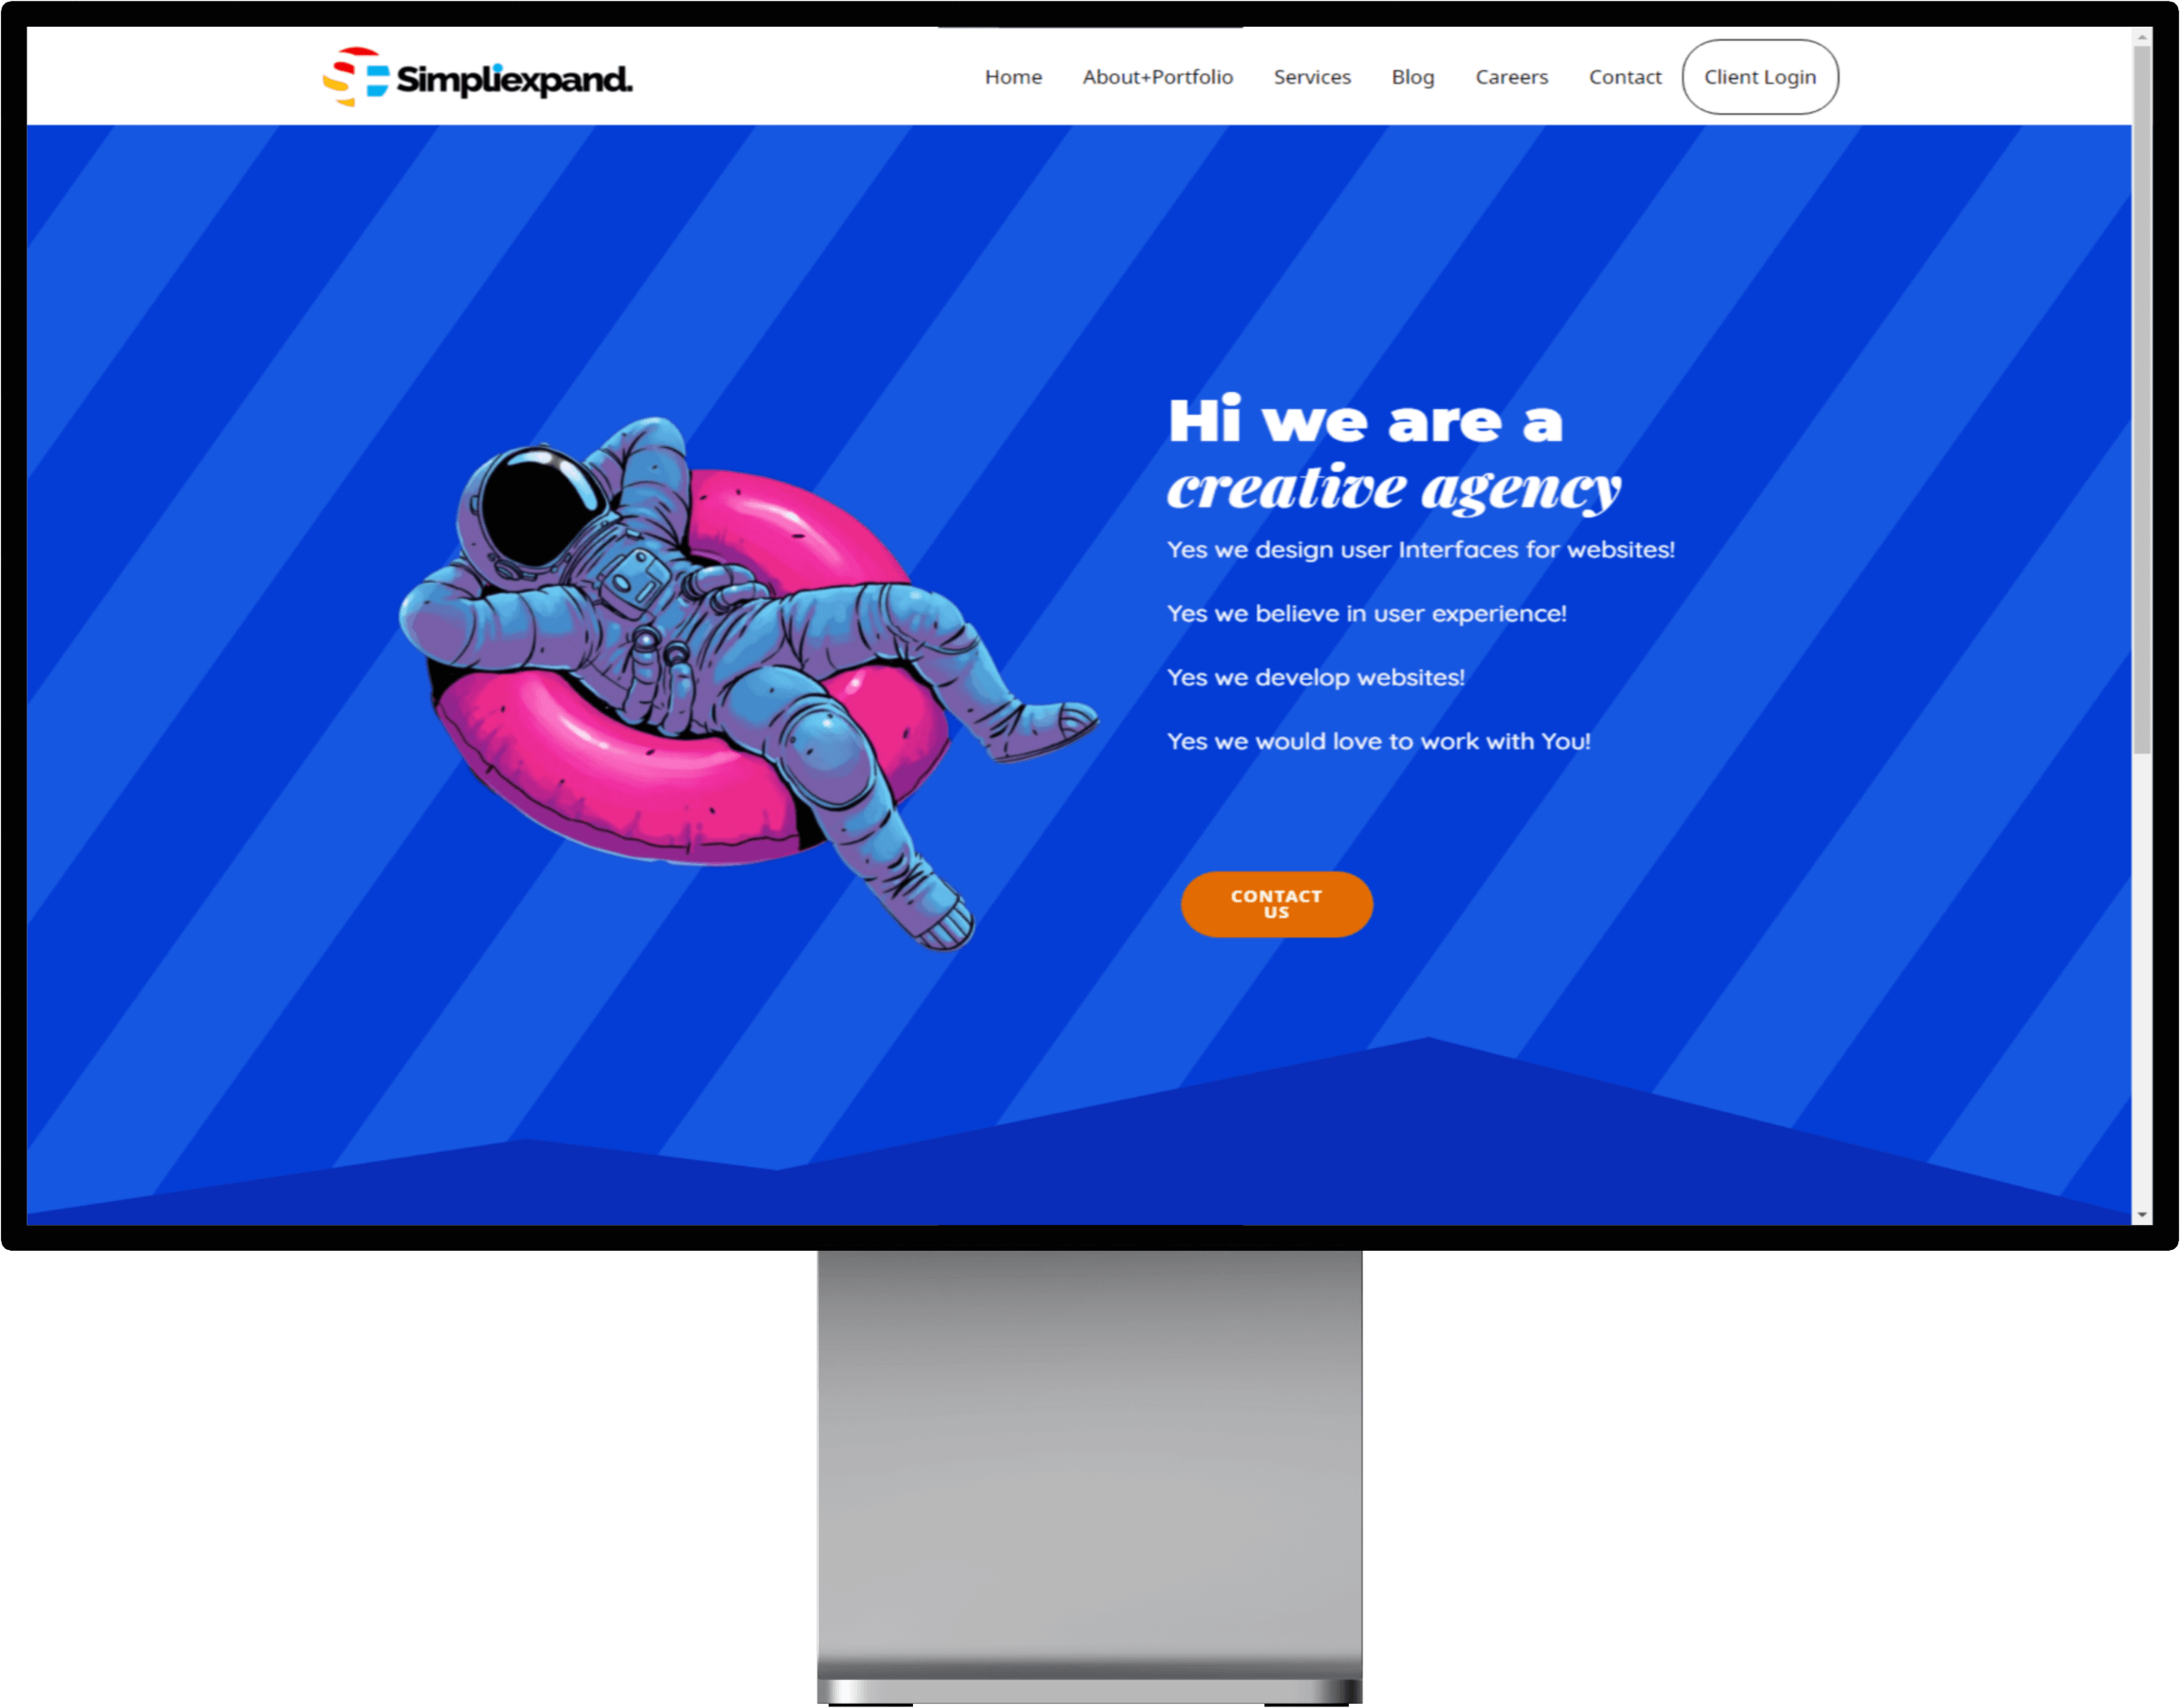 Simpliexpand.
Home About+Portfolio Services Blog Careers Contact Client Login
Hi we are a
creative agency
Yes we design user Interfaces for websites!
Yes we believe in user experience!
Yes we develop websites!
Yes we would love to work with You!
CONTACT
US